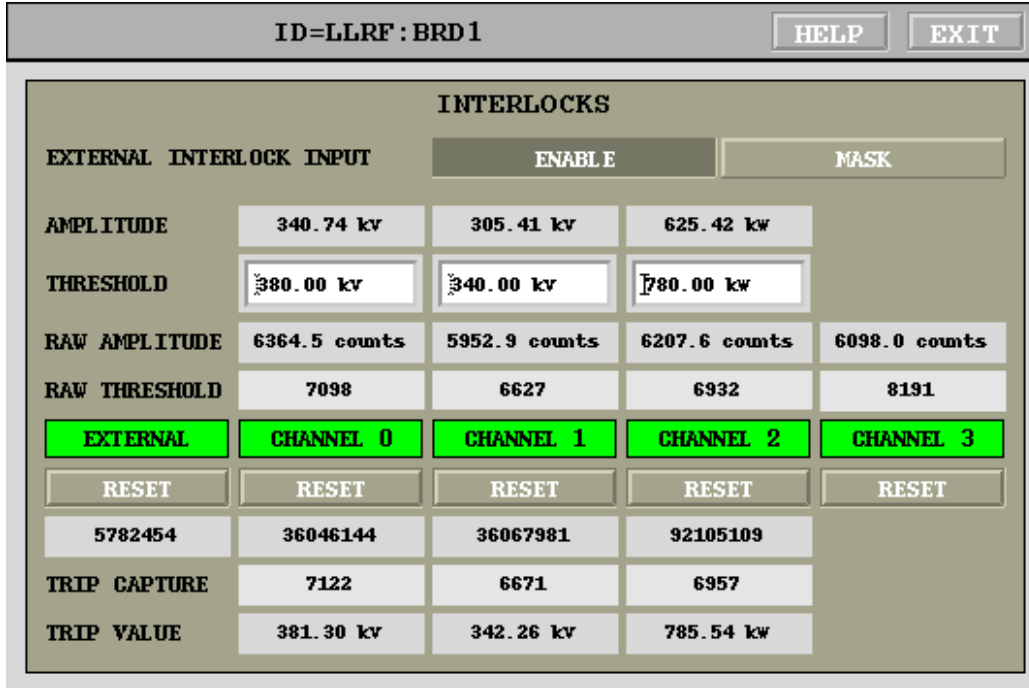 ID=LLRF:BRD1 HELP EXIT
INTERLOCKS
EXTERNAL INTERLOCK INPUT ENABLE MASK
AMPLITUDE 340.74 kv 305.41 kv 625.42 kw
THRESHOLD 380.00 kv 340.00 kv 780.00 kw
RAW AMPLITUDE 6364.5 counts 5952.9 counts 6207.6 counts 6098.0 counts
RAW THRESHOLD 7098 6627 6932 8191
EXTERNAL CHANNEL 0 CHANNEL 1 CHANNEL 2 CHANNEL 3
RESET RESET RESET RESET RESET
5782454 36046144 36067981 92105109
TRIP CAPTURE 7122 6671 6957
TRIP VALUE 381.30 kv 342.26 kv 785.54 kw